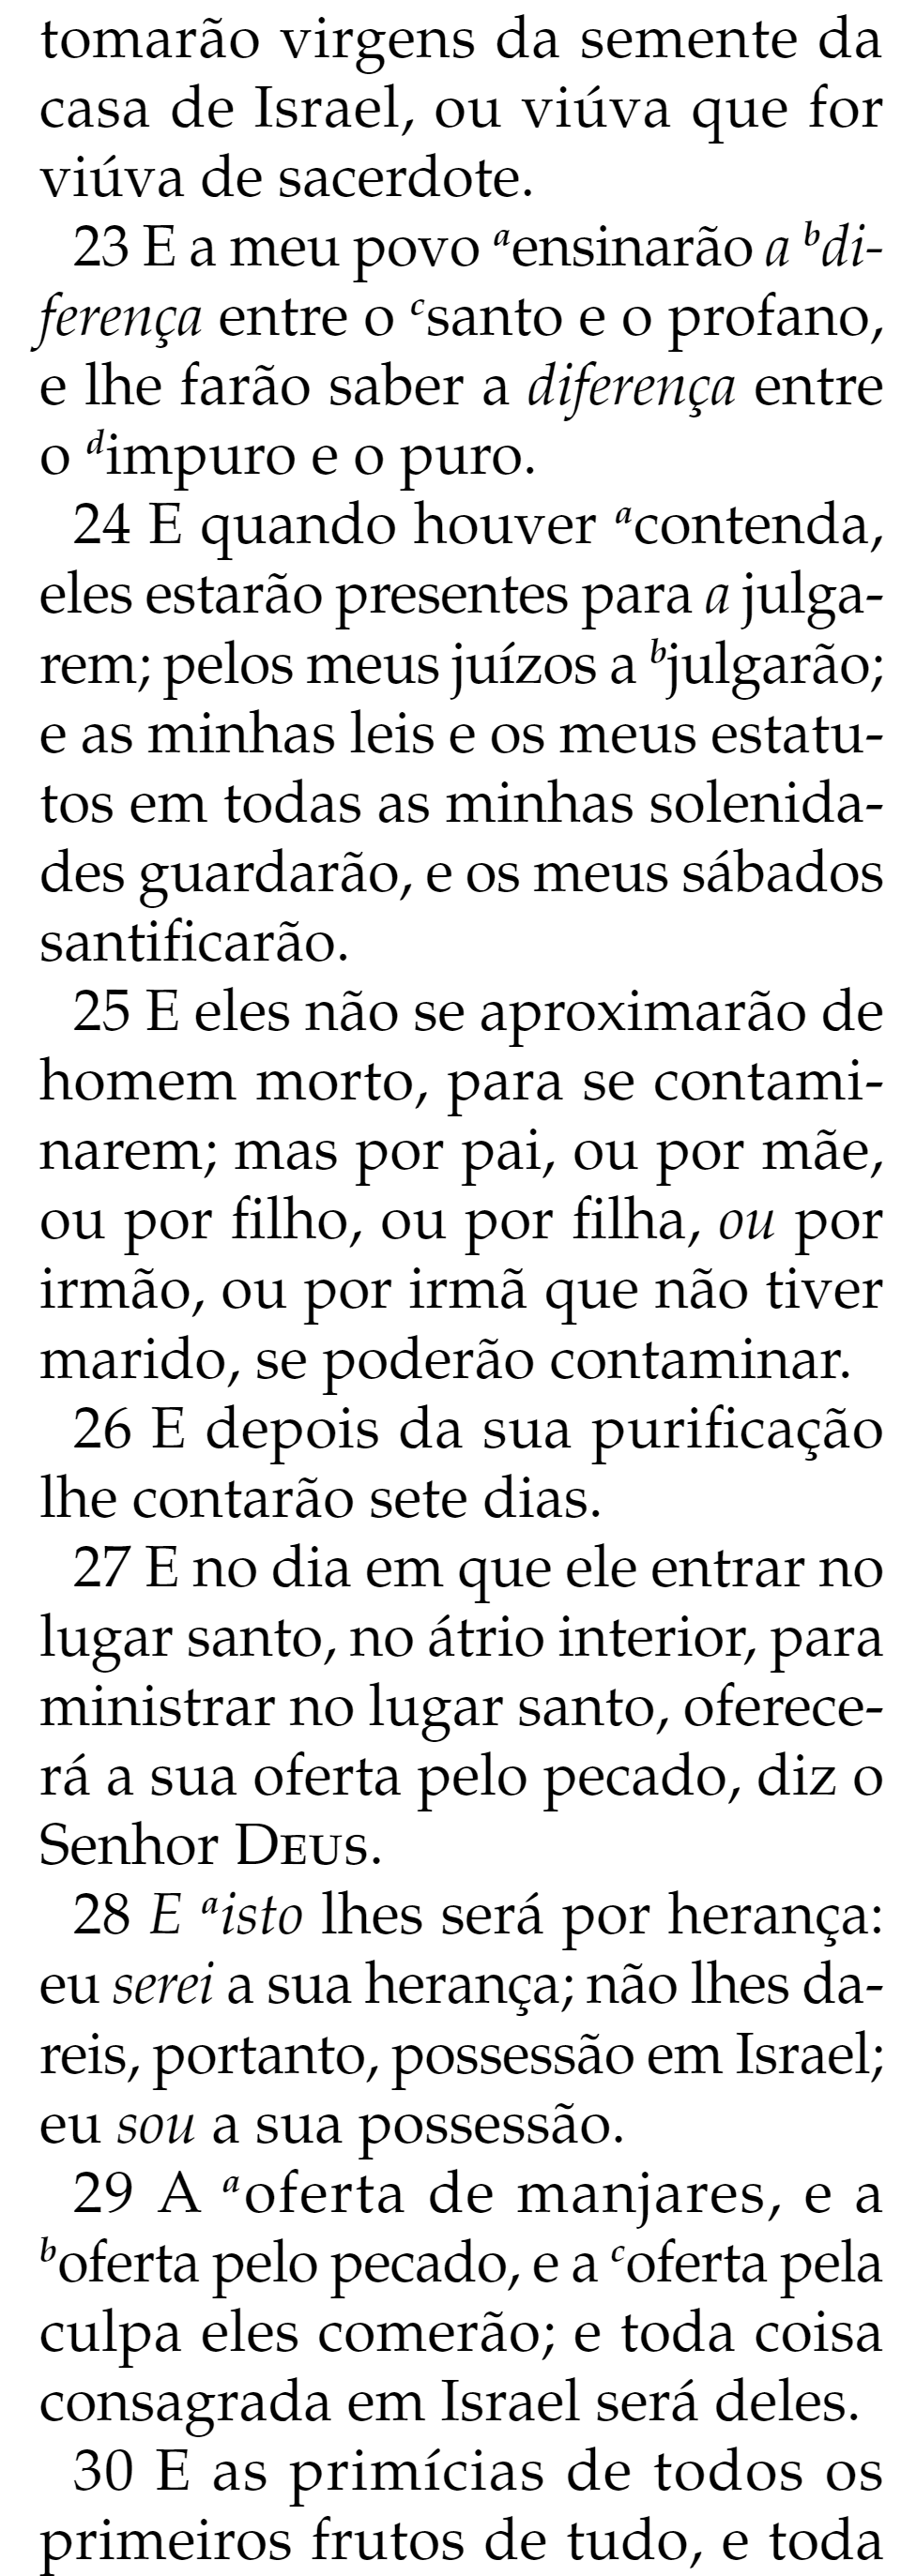 tomarão virgens da semente da
casa de Israel, ou viúva que for
viúva de sacerdote.
23 E a meu povo aensinarão a bdi-
ferença entre o csanto e o profano,
e lhe farão saber a diferença entre
o dimpuro e o puro.
24 E quando houver acontenda,
eles estarão presentes para a julga-
rem; pelos meus juízos a bjulgarão;
e as minhas leis e os meus estatu-
tos em todas as minhas solenida-
des guardarão, e os meus sábados
santificarão.
25 E eles não se aproximarão de
homem morto, para se contami-
narem; mas por pai, ou por mãe,
ou por filho, ou por filha, ou por
irmão, ou por irmã que não tiver
marido, se poderão contaminar.
26 E depois da sua purificação
lhe contarão sete dias.
27 E no dia em que ele entrar no
lugar santo, no átrio interior, para
ministrar no lugar santo, oferece-
rá a sua oferta pelo pecado, diz o
Senhor DEUS.
28 E aisto lhes será por herança:
eu serei a sua herança; não lhes da-
reis, portanto, possessão em Israel;
eu sou a sua possessão.
29 A aoferta de manjares, e a
boferta pelo pecado, e a coferta pela
culpa eles comerão; e toda coisa
consagrada em Israel será deles.
30 E as primícias de todos os
primeiros frutos de tudo, e toda